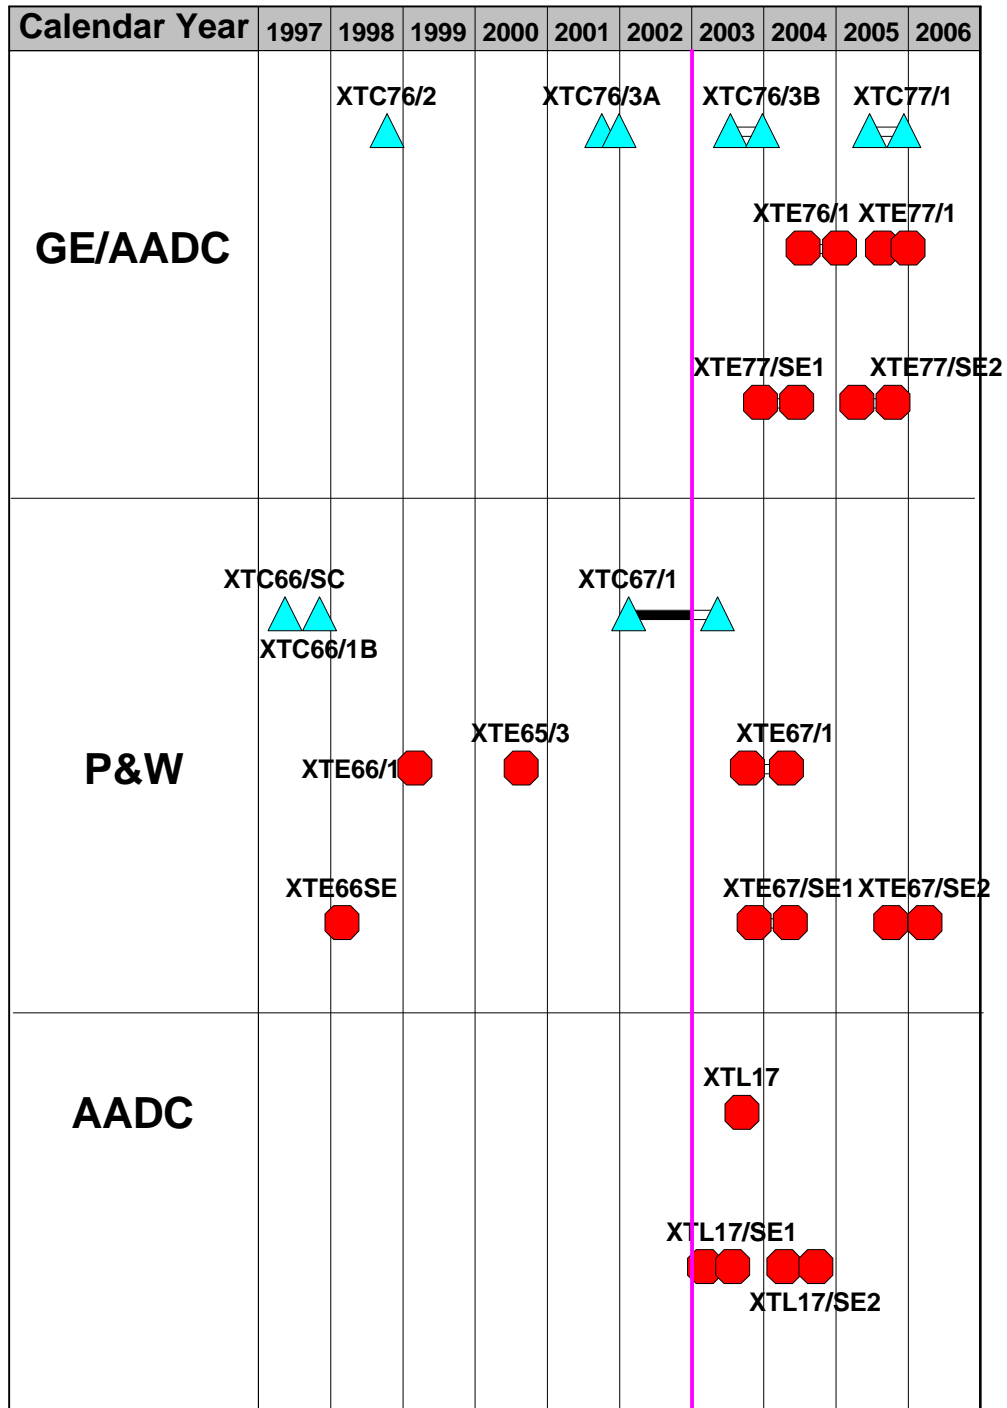 Calendar Year 1997 1998 1999 2000 2001 2002 2003 2004 2005 2006
XTC76/2 XTC76/3A XTC76/3B XTC77/1
XTE76/1 XTE77/1
GE/AADC
XTE77/SE1 XTE77/SE2
XTC66/SC XTC67/1
XTC66/1B
XTE65/3 XTE67/1
P&W XTE66/1
XTE66SE XTE67/SE1 XTE67/SE2
XTL17
AADC
XTL17/SE1
XTL17/SE2